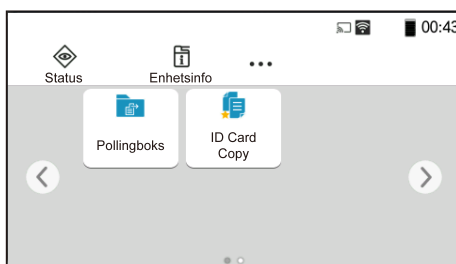 00:43
Status
Enhetsinfo
Pollingboks
ID Card
Copy